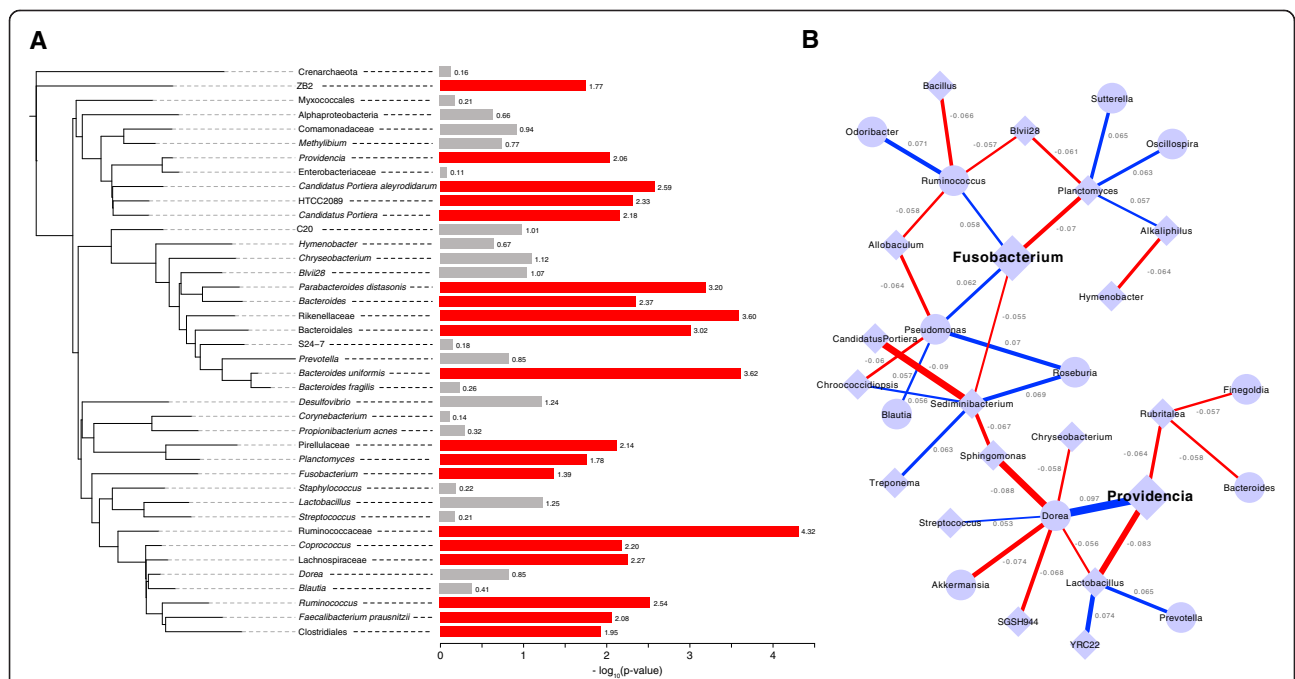 A
B
Crenarchaeota 0.16
ZB2 1.77
Myxococcales 0.21
Alphaproteobacteria 0.66
Comamonadaceae 0.94
Methylibium 0.77
Providencia 2.06
Enterobacteriaceae 0.11
Candidatus Portiera aleyrodidarum 2.59
HTCC2089 2.33
Candidatus Portiera 2.18
C20 1.01
Hymenobacter 0.67
Chryseobacterium 1.12
Blvii28 1.07
Parabacteroides distasonis 3.20
Bacteroides 2.37
Rikenellaceae 3.60
Bacteroidales 3.02
S24-7 0.18
Prevotella 0.85
Bacteroides uniformis 3.62
Bacteroides fragilis 0.26
Desulfovibrio 1.24
Corynebacterium 0.14
Propionibacterium acnes 0.32
Pirellulaceae 2.14
Planctomyces 1.78
Fusobacterium 1.39
Staphylococcus 0.22
Lactobacillus 1.25
Streptococcus 0.21
Ruminococcaceae 4.32
Coprococcus 2.20
Lachnospiraceae 2.27
Dorea 0.85
Blautia 0.41
Ruminococcus 2.54
Faecalibacterium prausnitzii 2.08
Clostridiales 1.95
0 1 2 3 4
- log10(p-value)
Bacillus
Sutterella
-0.066
Odoribacter
Blvii28
0.065
Oscillospira
0.071
-0.057
-0.061
0.063
Ruminococcus
Planctomyces
0.057
-0.058
0.058
-0.07
Alkaliphilus
Allobaculum
Fusobacterium
-0.064
0.062
-0.064
Hymenobacter
-0.055
Pseudomonas
CandidatusPortiera
0.07
-0.06
-0.09
0.057
Roseburia
Chroococcidiopsis
0.056
0.069
Finegoldia
Sediminibacterium
Blautia
Rubritalea
-0.057
Chryseobacterium
-0.067
0.063
Sphingomonas
-0.064
-0.058
-0.058
Treponema
-0.088
Bacteroides
Providencia
0.097
Streptococcus
0.053
Dorea
-0.056
-0.083
-0.074
-0.068
Akkermansia
Lactobacillus
0.065
SGSH944
0.074
Prevotella
YRC22